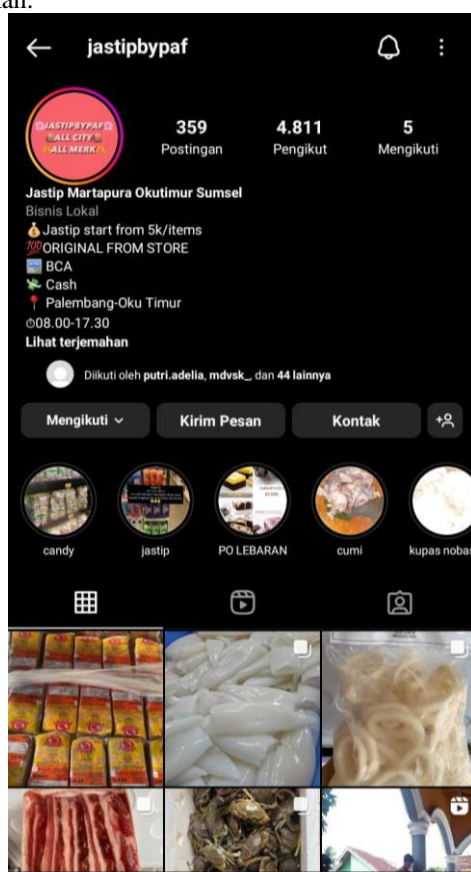 an.
jastipbypaf
JASTIPBYPAF
ALL CITY
ALL MERK
359
Postingan
4.811
Pengikut
5
Mengikuti
Jastip Martapura Okutimur Sumsel
Bisnis Lokal
💰Jastip start from 5k/items
💯ORIGINAL FROM STORE
🏧 BCA
💸 Cash
📍 Palembang-Oku Timur
⏱08.00-17.30
Lihat terjemahan
Diikuti oleh putri.adelia, mdvsk_, dan 44 lainnya
Mengikuti
Kirim Pesan
Kontak
candy
jastip
PO LEBARAN
cumi
kupas nobas